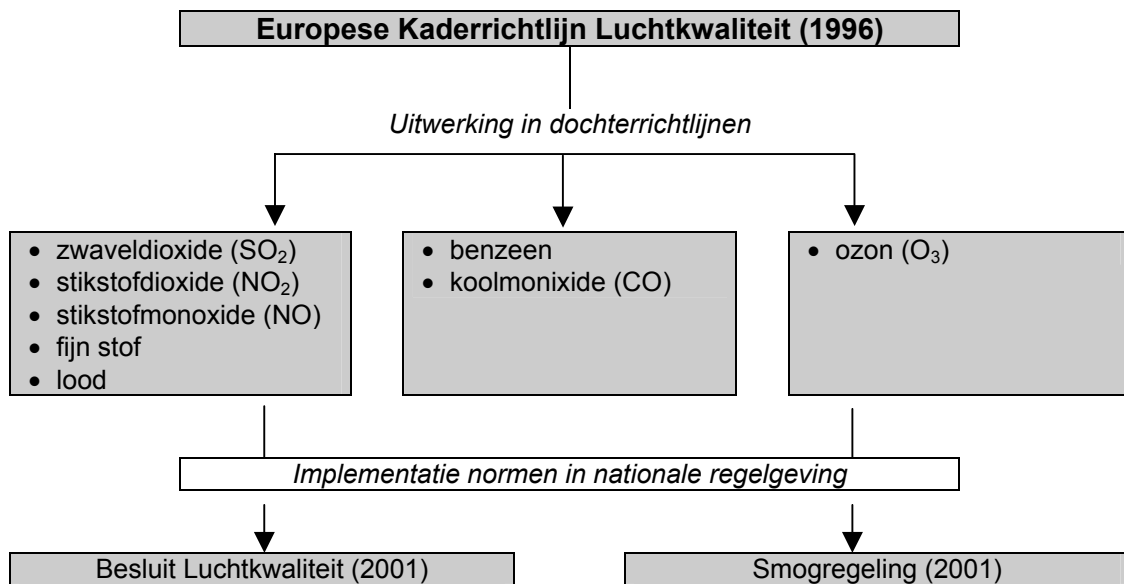 Europese Kaderrichtlijn Luchtkwaliteit (1996)
Uitwerking in dochterrichtlijnen
• zwaveldioxide (SO₂)
• stikstofdioxide (NO₂)
• stikstofmonoxide (NO)
• fijn stof
• lood
• benzeen
• koolmonixide (CO)
• ozon (O₃)
Implementatie normen in nationale regelgeving
Besluit Luchtkwaliteit (2001)
Smogregeling (2001)